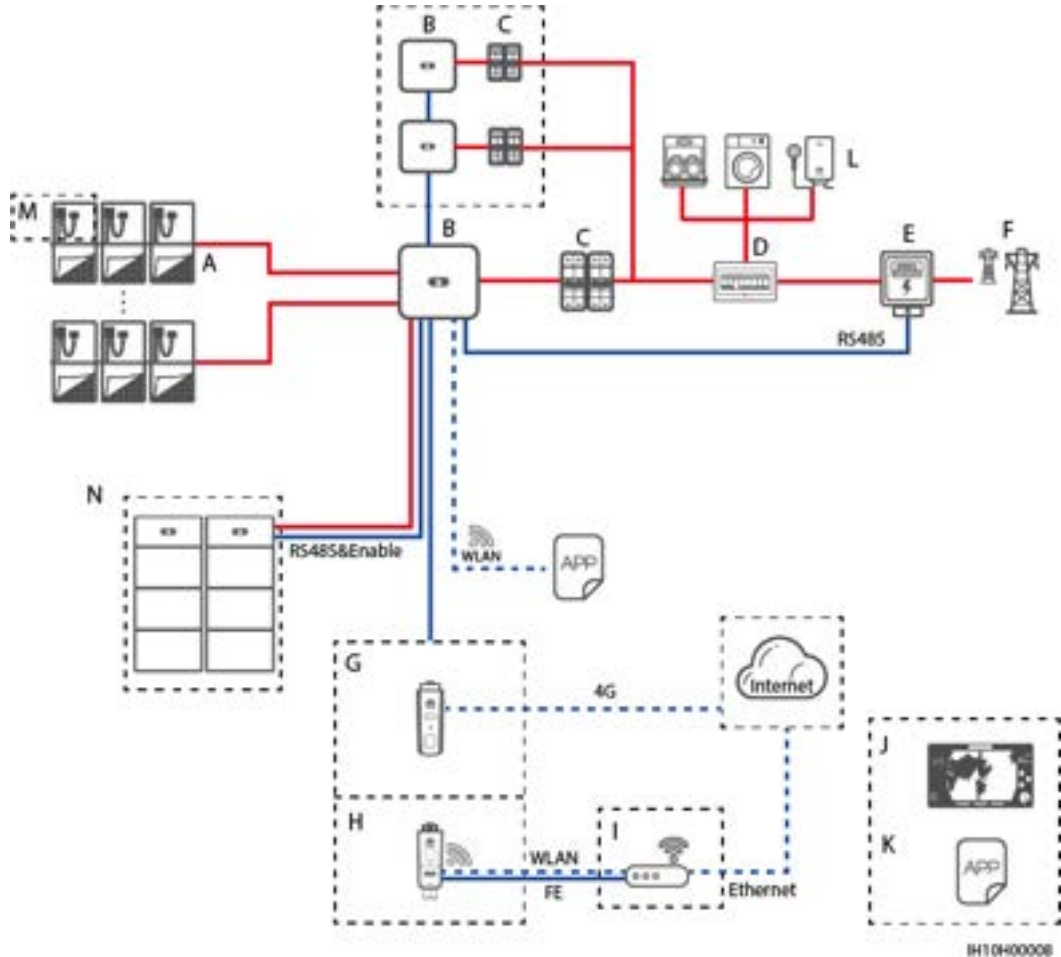 B C
L
M
A
B
C
D
E
F
RS485
N
RS485&Enable
WLAN
APP
G
4G
Internet
J
H
WLAN
FE
I
Ethernet
K
APP
IH10H00008